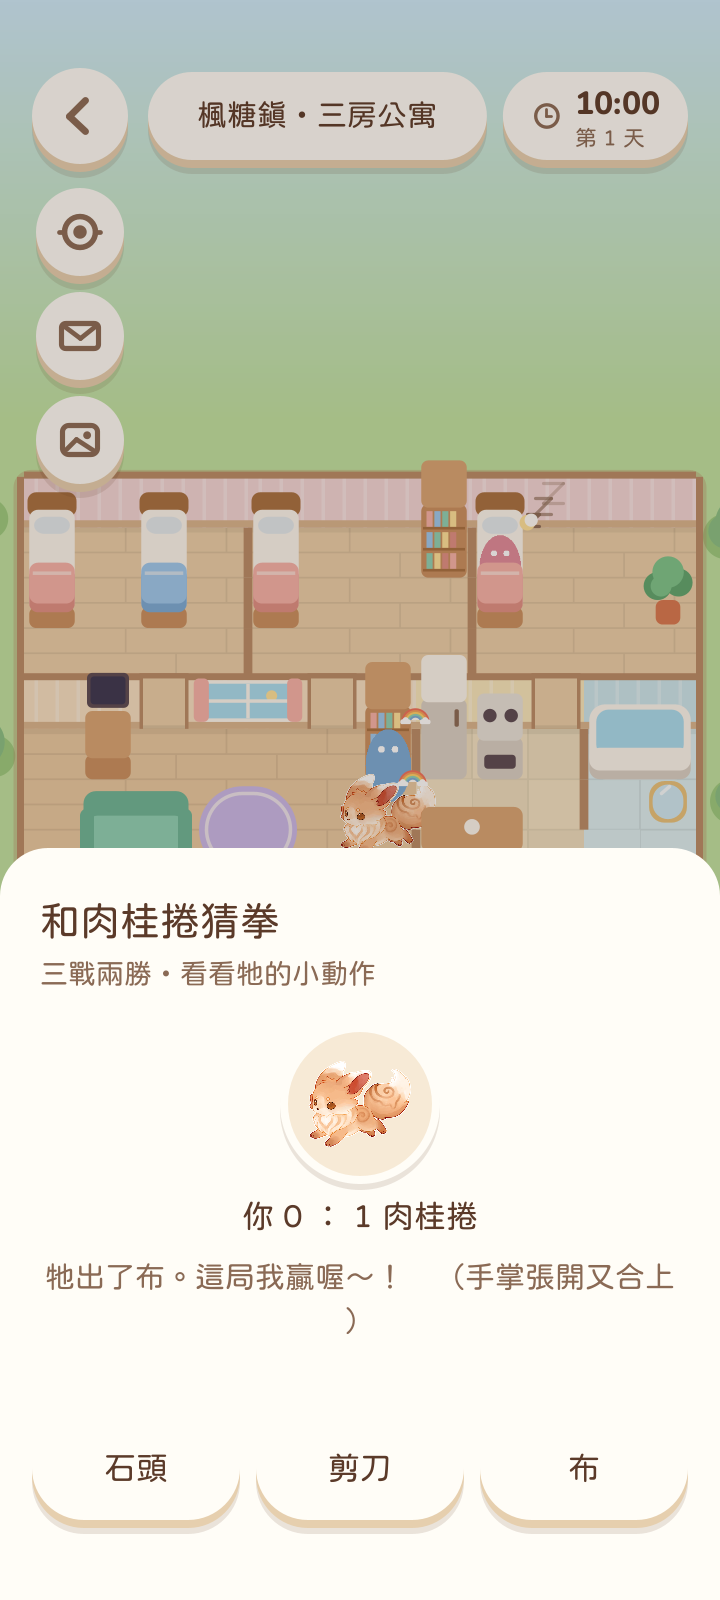 楓糖鎮・三房公寓
10:00
第 1 天
和肉桂捲猜拳
三戰兩勝・看看牠的小動作
你 0 ： 1 肉桂捲
牠出了布。這局我贏喔～！　（手掌張開又合上
）
石頭
剪刀
布